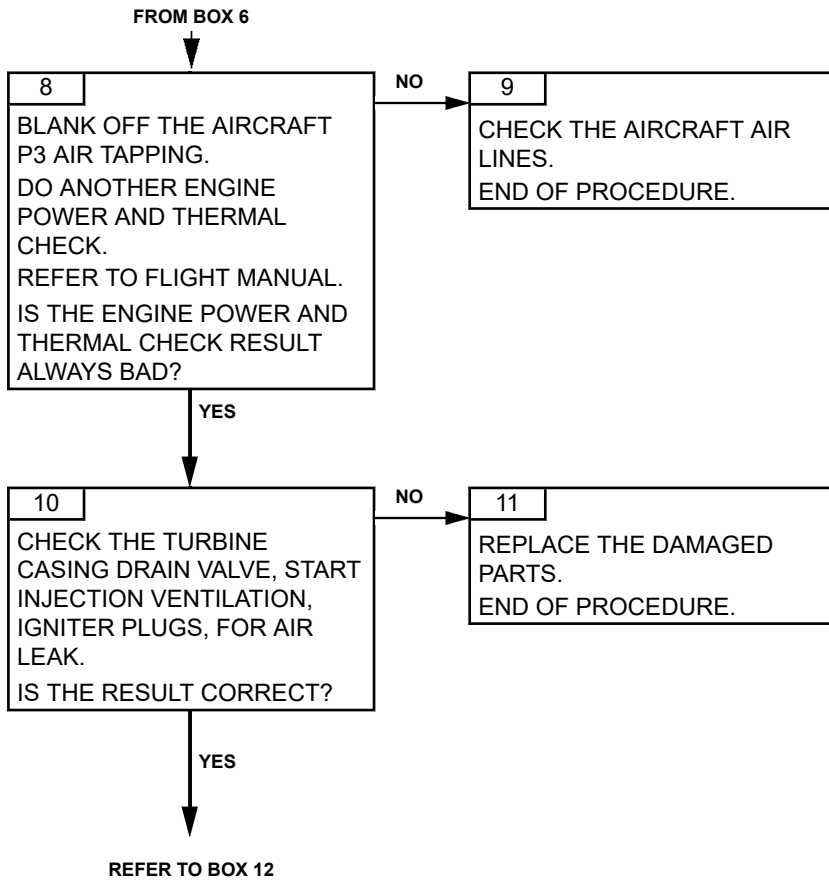 FROM BOX 6
8
BLANK OFF THE AIRCRAFT
P3 AIR TAPPING.
DO ANOTHER ENGINE
POWER AND THERMAL
CHECK.
REFER TO FLIGHT MANUAL.
IS THE ENGINE POWER AND
THERMAL CHECK RESULT
ALWAYS BAD?
NO
9
CHECK THE AIRCRAFT AIR
LINES.
END OF PROCEDURE.
YES
10
CHECK THE TURBINE
CASING DRAIN VALVE, START
INJECTION VENTILATION,
IGNITER PLUGS, FOR AIR
LEAK.
IS THE RESULT CORRECT?
NO
11
REPLACE THE DAMAGED
PARTS.
END OF PROCEDURE.
YES
REFER TO BOX 12